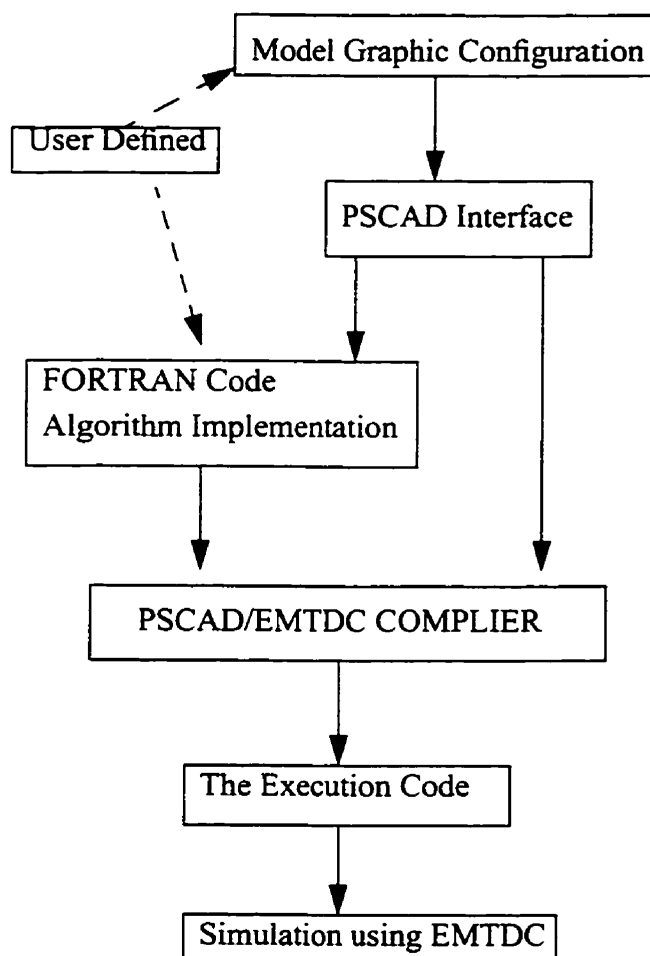 Model Graphic Configuration
User Defined
PSCAD Interface
FORTRAN Code
Algorithm Implementation
PSCAD/EMTDC COMPLIER
The Execution Code
Simulation using EMTDC